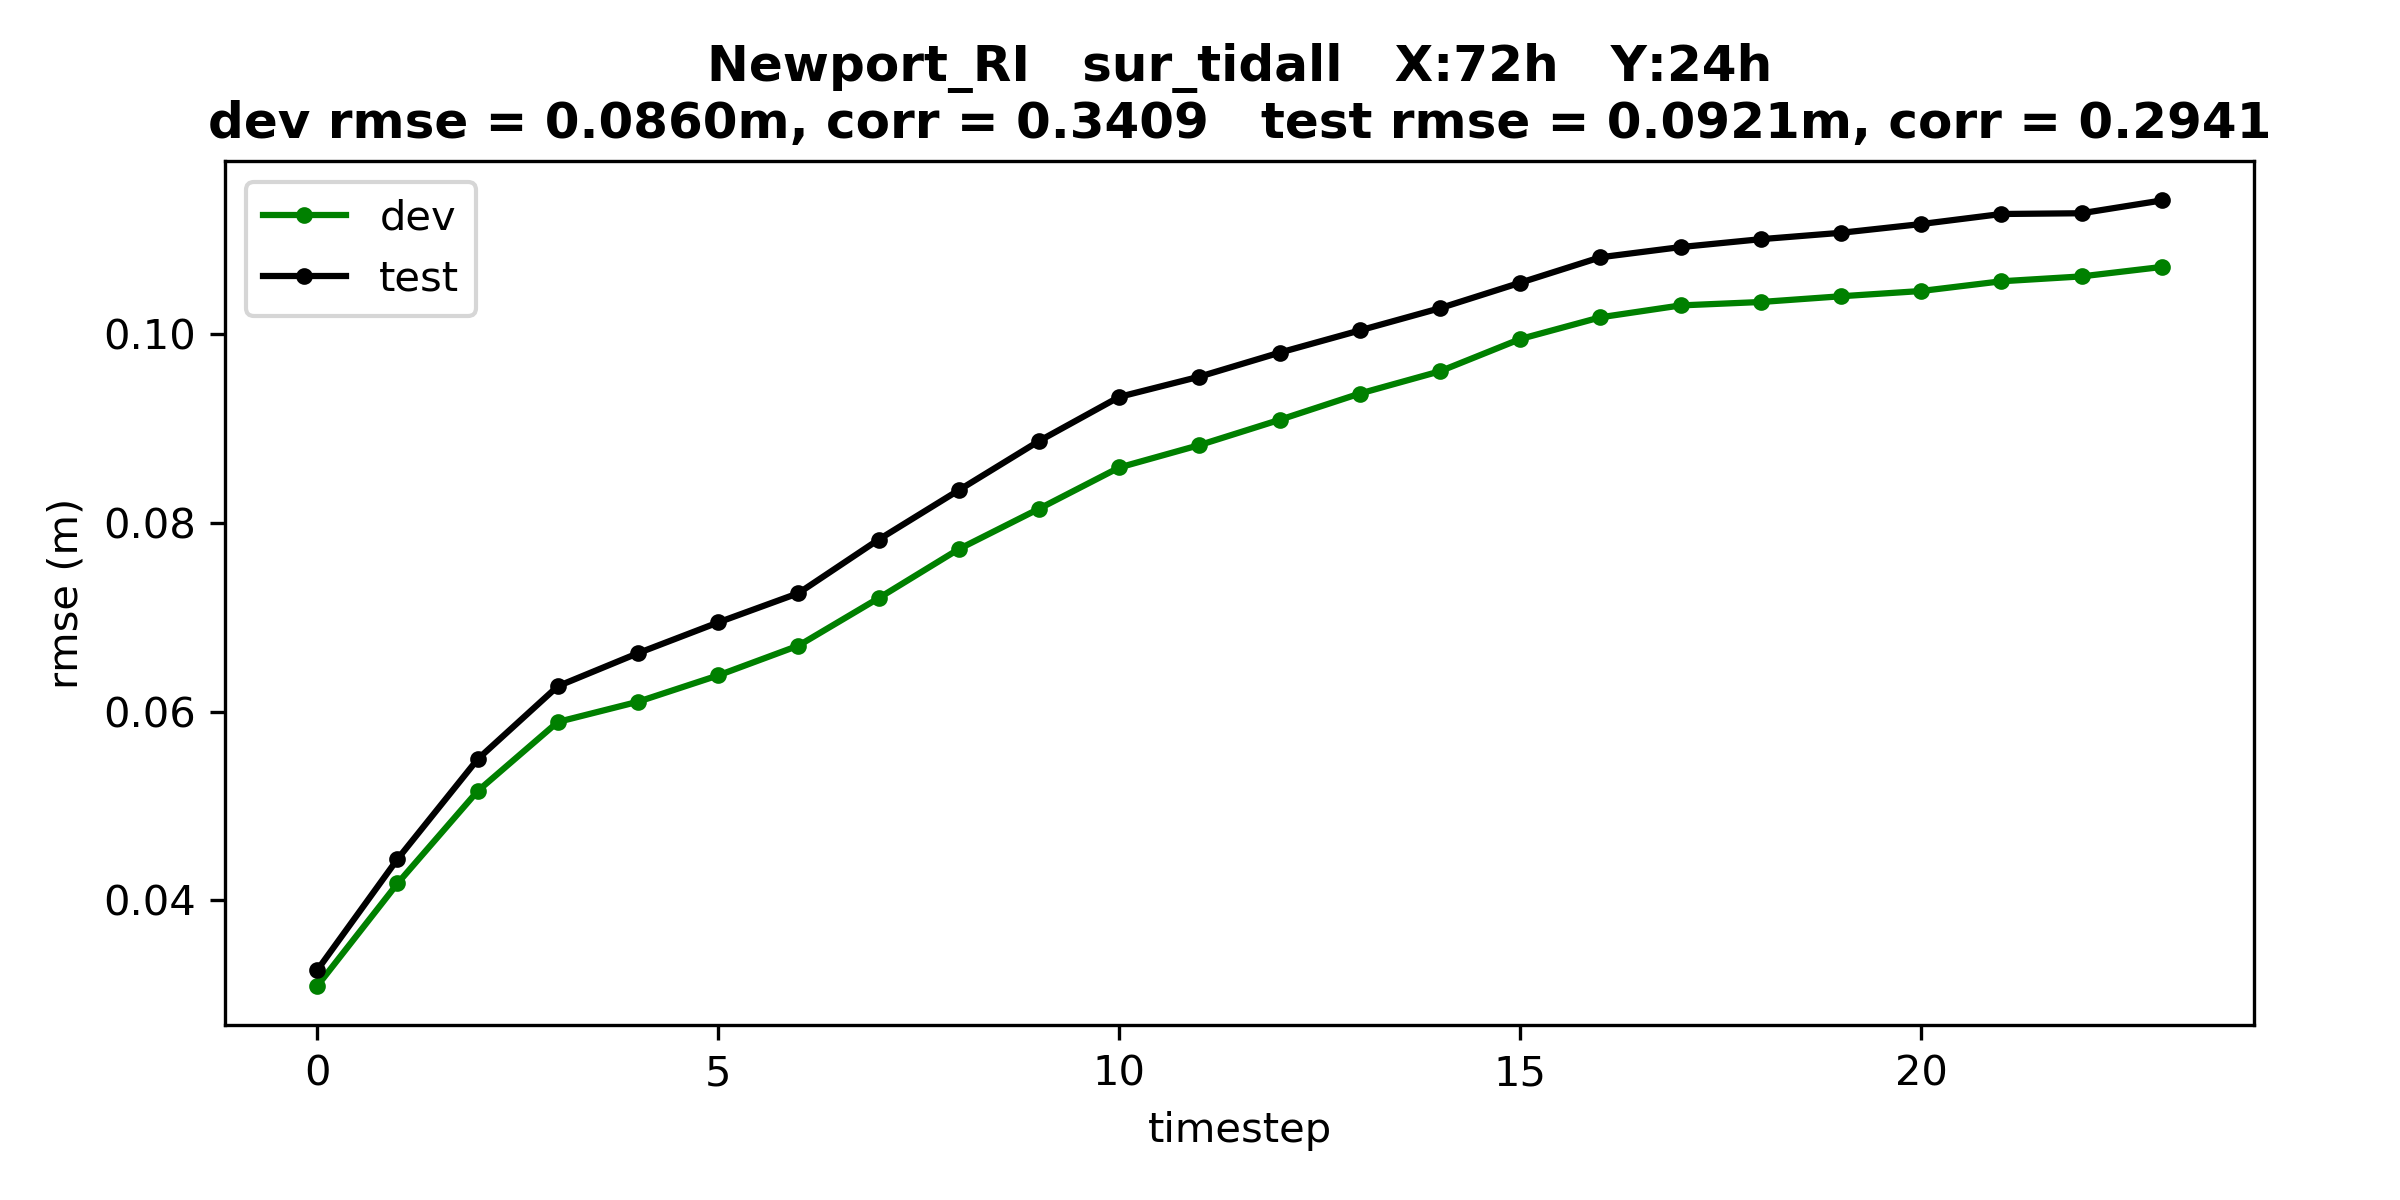 Newport_RI   sur_tidall   X:72h   Y:24h
dev rmse = 0.0860m, corr = 0.3409   test rmse = 0.0921m, corr = 0.2941
dev
test
rmse (m)
0.10
0.08
0.06
0.04
0 5 10 15 20
timestep